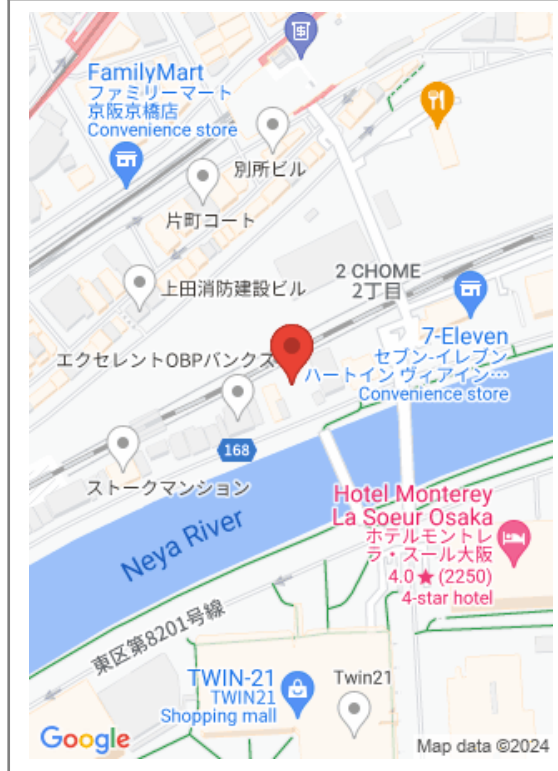 FamilyMart
ファミリーマート
京阪京橋店
Convenience store
別所ビル
片町コート
2 CHOME
2丁目
上田消防建設ビル
7-Eleven
エクセレントOBPバンクス
セブン-イレブン
ハートイン ヴィアイン…
Convenience store
168
ストークマンション
Hotel Monterey
La Soeur Osaka
ホテルモントレ
ラ・スール大阪
4.0★(2250)
4-star hotel
Neya River
東区第8201号線
TWIN-21
TWIN21
Shopping mall
Twin21
Google
Map data ©2024